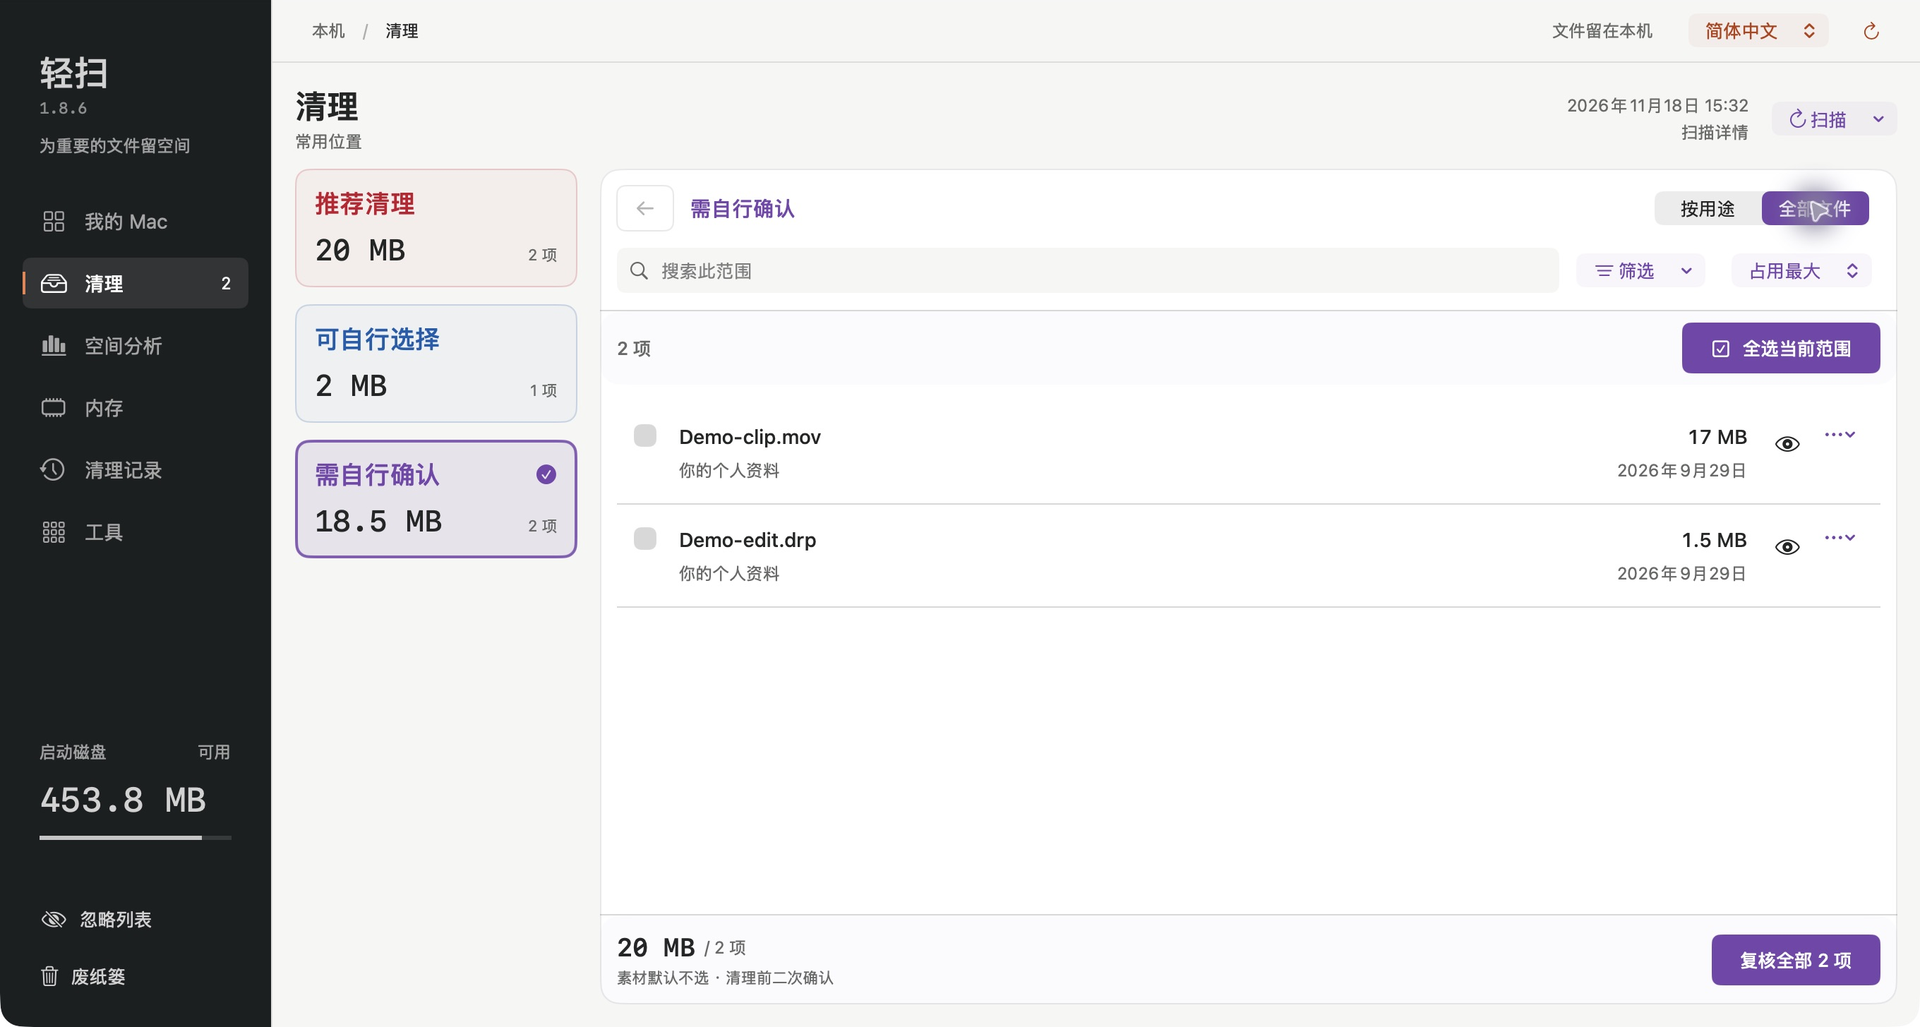 轻扫
1.8.6
为重要的文件留空间
我的 Mac
清理 2
空间分析
内存
清理记录
工具
启动磁盘 可用
453.8 MB
忽略列表
废纸篓
本机 / 清理
文件留在本机
简体中文
清理
常用位置
2026年11月18日 15:32
扫描详情
扫描
推荐清理
20 MB 2 项
可自行选择
2 MB 1 项
需自行确认
18.5 MB 2 项
需自行确认
按用途 全部文件
搜索此范围
筛选
占用最大
2 项
全选当前范围
Demo-clip.mov 17 MB
你的个人资料 2026年9月29日
Demo-edit.drp 1.5 MB
你的个人资料 2026年9月29日
20 MB / 2 项
素材默认不选 · 清理前二次确认
复核全部 2 项